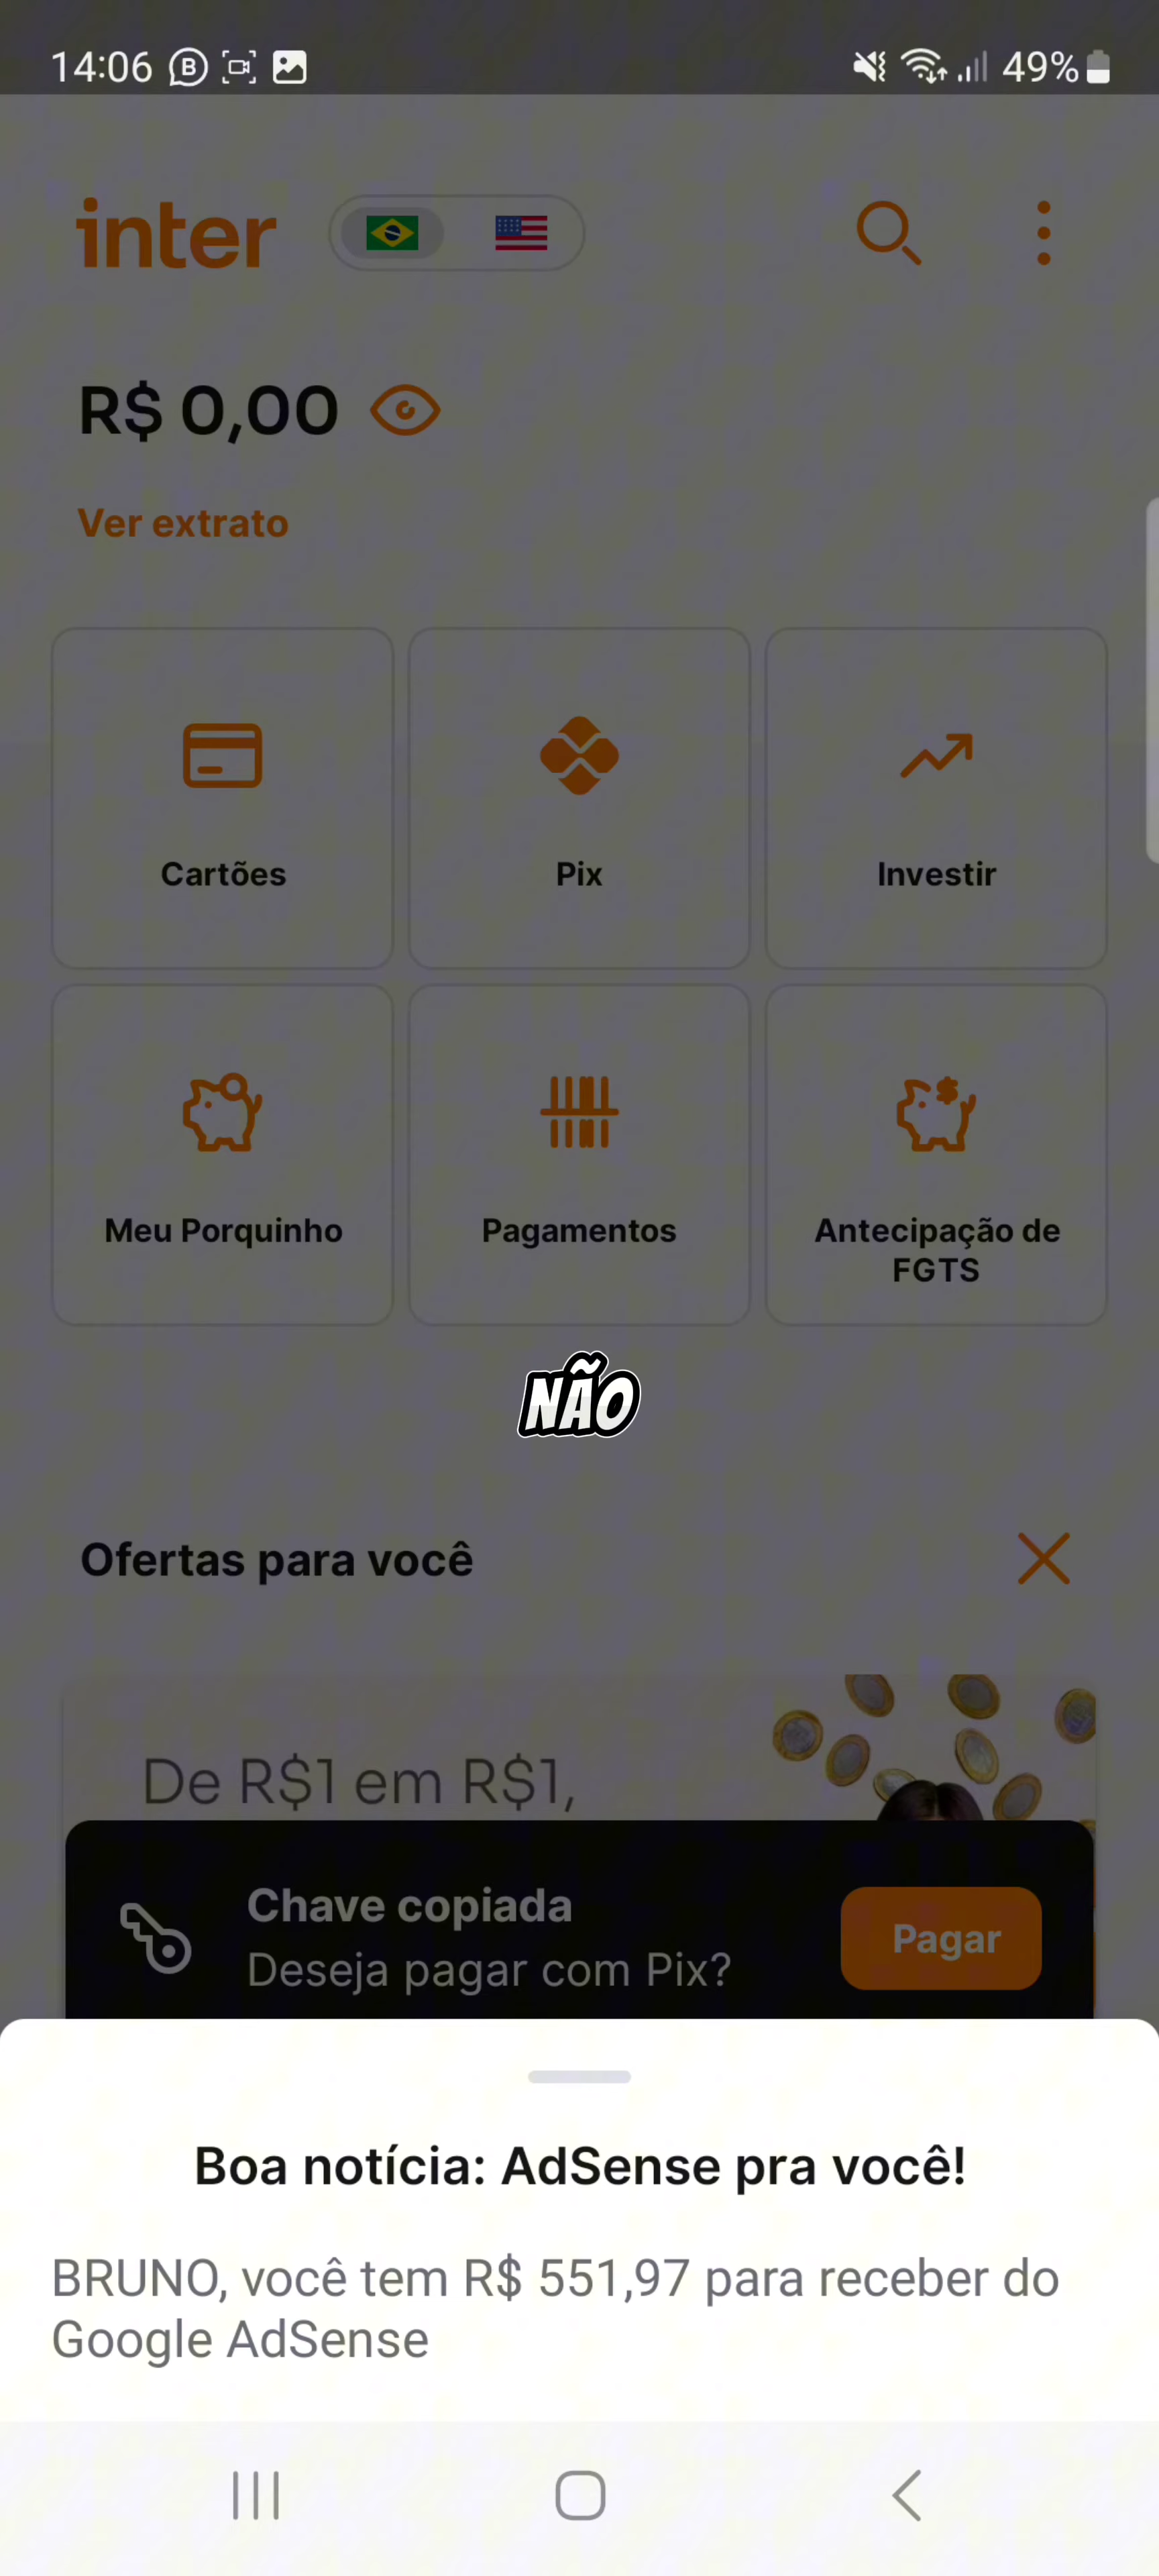 14:06
49%
inter
R$ 0,00
Ver extrato
Cartões
Pix
Investir
Meu Porquinho
Pagamentos
Antecipação de
FGTS
NÃO
Ofertas para você
De R$1 em R$1,
Chave copiada
Deseja pagar com Pix?
Pagar
Boa notícia: AdSense pra você!
BRUNO, você tem R$ 551,97 para receber do
Google AdSense